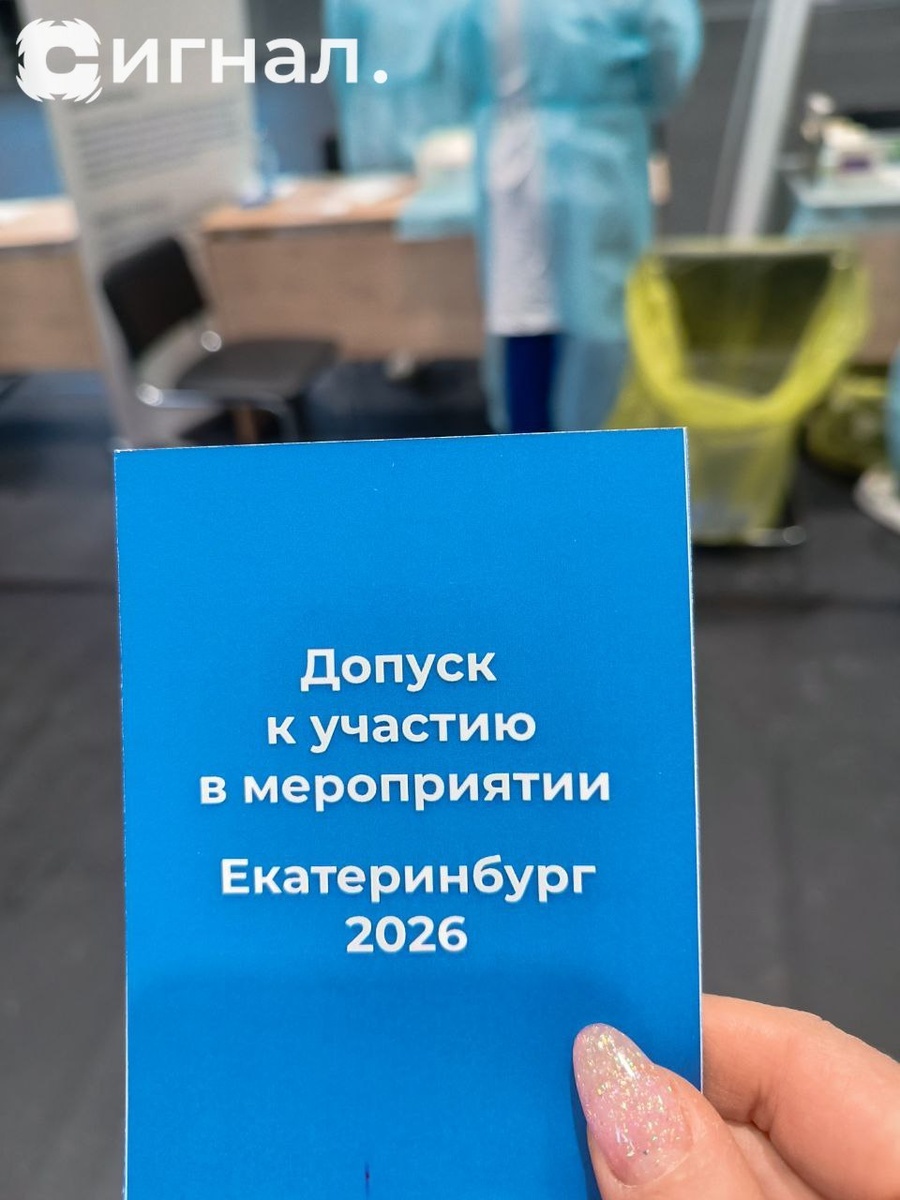 Сигнал.
Допуск
к участию
в мероприятии
Екатеринбург
2026